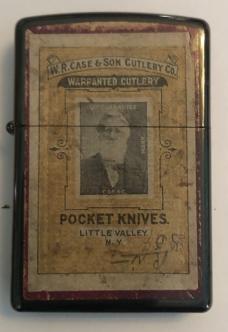 W. R. CASE & SON CUTLERY CO.
WARRANTED CUTLERY
POCKET KNIVES.
LITTLE VALLEY
N.Y.